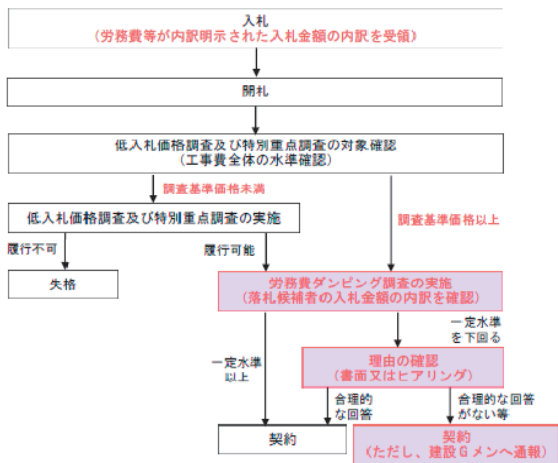 入札
（労務費等が内訳明示された入札金額の内訳を受領）
開札
低入札価格調査及び特別重点調査の対象確認
（工事費全体の水準確認）
調査基準価格未満
低入札価格調査及び特別重点調査の実施
調査基準価格以上
履行不可
履行可能
失格
労務費ダンピング調査の実施
（落札候補者の入札金額の内訳を確認）
一定水準
を下回る
一定水準
以上
理由の確認
（書面又はヒアリング）
合理的
な回答
合理的な回答
がない等
契約
契約
（ただし、建設Ｇメンへ通報）